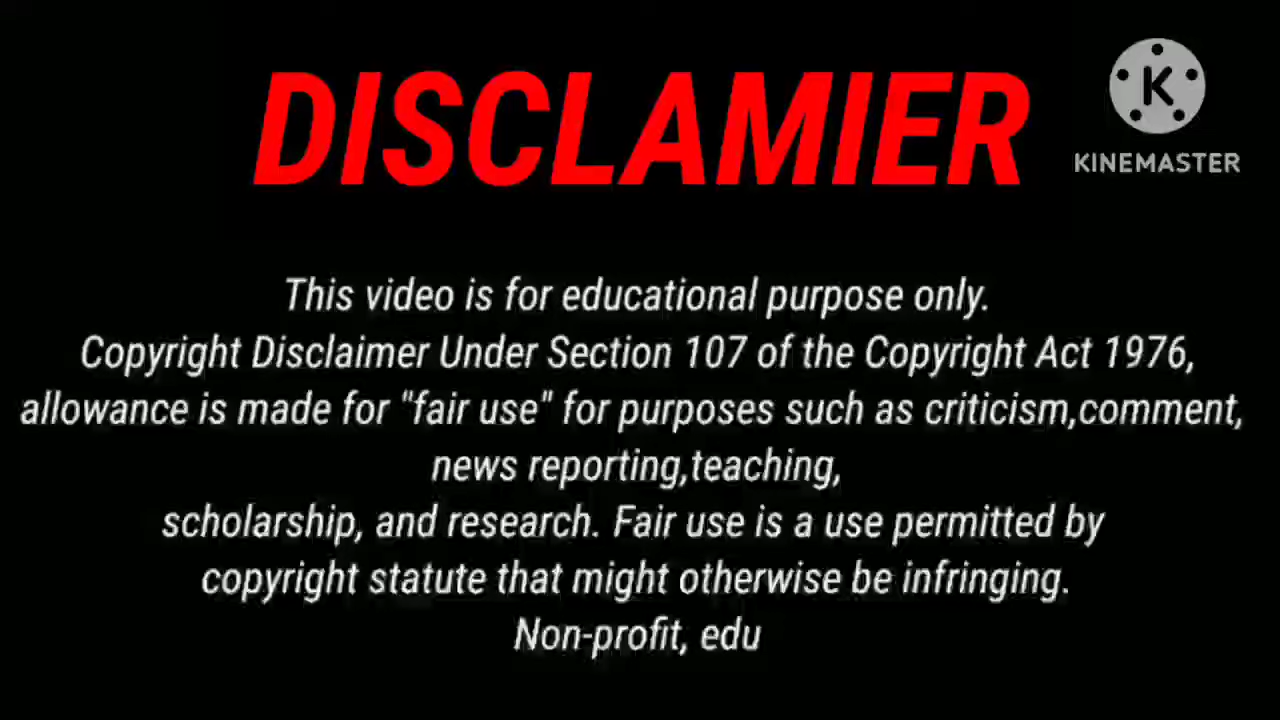 DISCLAMIER
K
KINEMASTER
This video is for educational purpose only.
Copyright Disclaimer Under Section 107 of the Copyright Act 1976,
allowance is made for "fair use" for purposes such as criticism,comment,
news reporting,teaching,
scholarship, and research. Fair use is a use permitted by
copyright statute that might otherwise be infringing.
Non-profit, edu